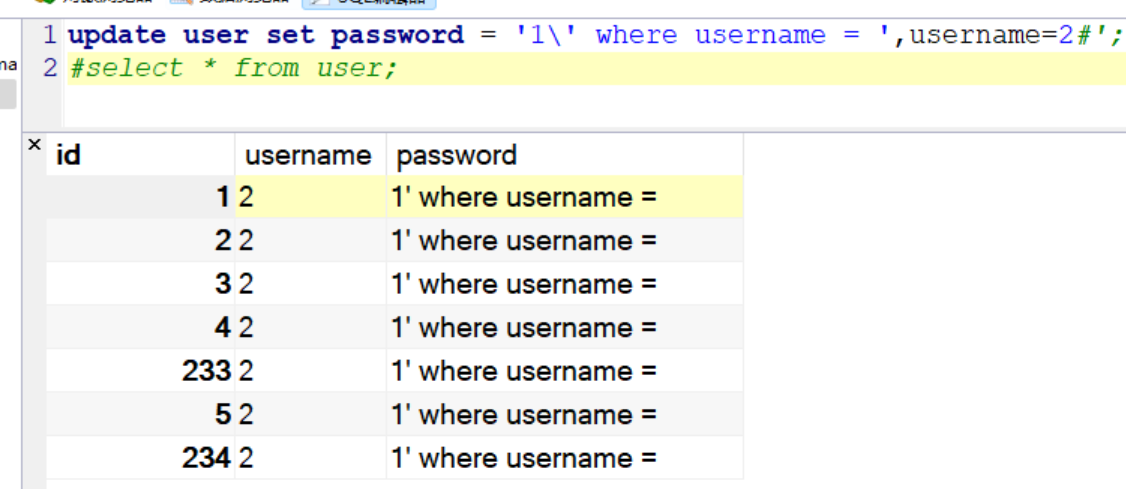 1 update user set password = '1\' where username = ',username=2#';
2 #select * from user;
na
× id username password
1 2 1' where username =
2 2 1' where username =
3 2 1' where username =
4 2 1' where username =
233 2 1' where username =
5 2 1' where username =
234 2 1' where username =